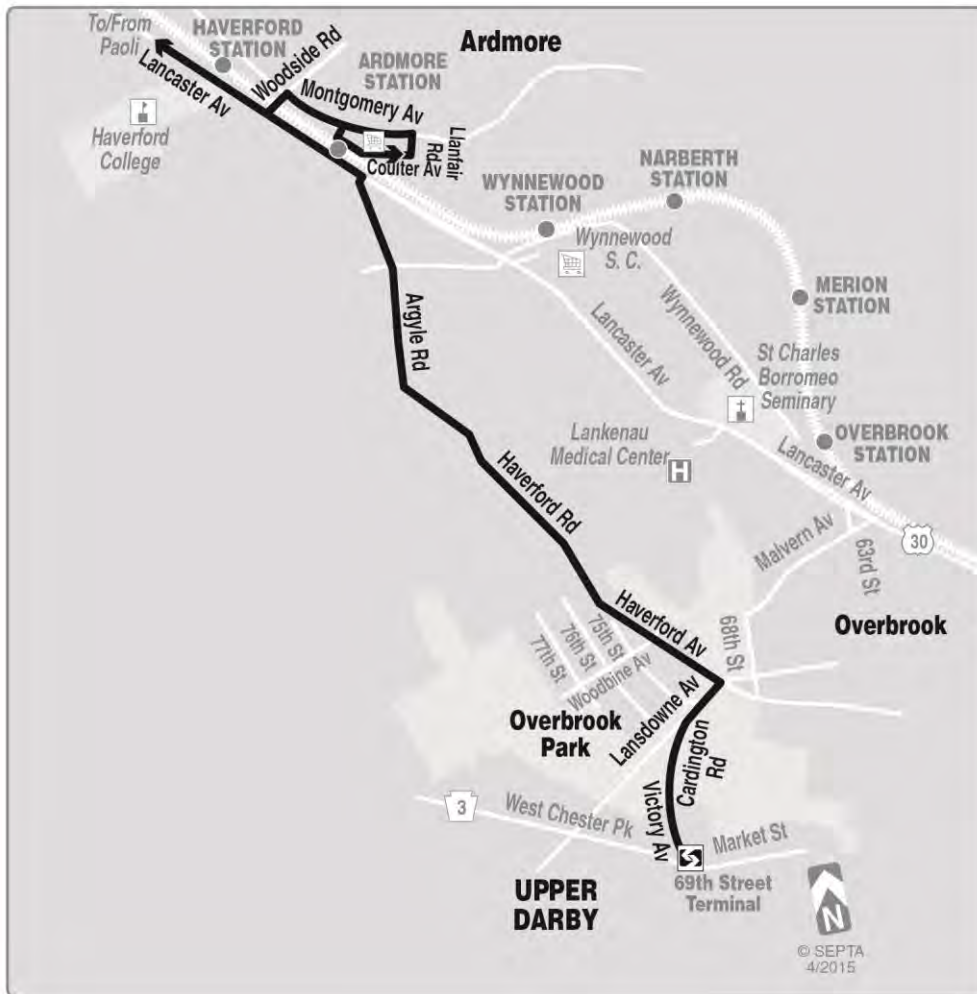 To/From
Paoli
HAVERFORD
STATION
Woodside Rd
Ardmore
ARDMORE
STATION
Lancaster Av
Montgomery Av
Llanfair
Rd
Haverford
College
Coulter Av
NARBERTH
STATION
WYNNEWOOD
STATION
Wynnewood
S. C.
MERION
STATION
Argyle Rd
Lancaster Av
Wynnewood Rd
St Charles
Borromeo
Seminary
Lankenau
Medical Center
H
OVERBROOK
STATION
Lancaster Av
Haverford Rd
Malvern Av
63rd St
30
Haverford Av
68th St
Overbrook
75th St
76th St
77th St
Woodbine Av
Overbrook
Park
Lansdowne Av
Cardington
Rd
Victory Av
3
West Chester Pk
Market St
69th Street
Terminal
UPPER
DARBY
N
© SEPTA
4/2015